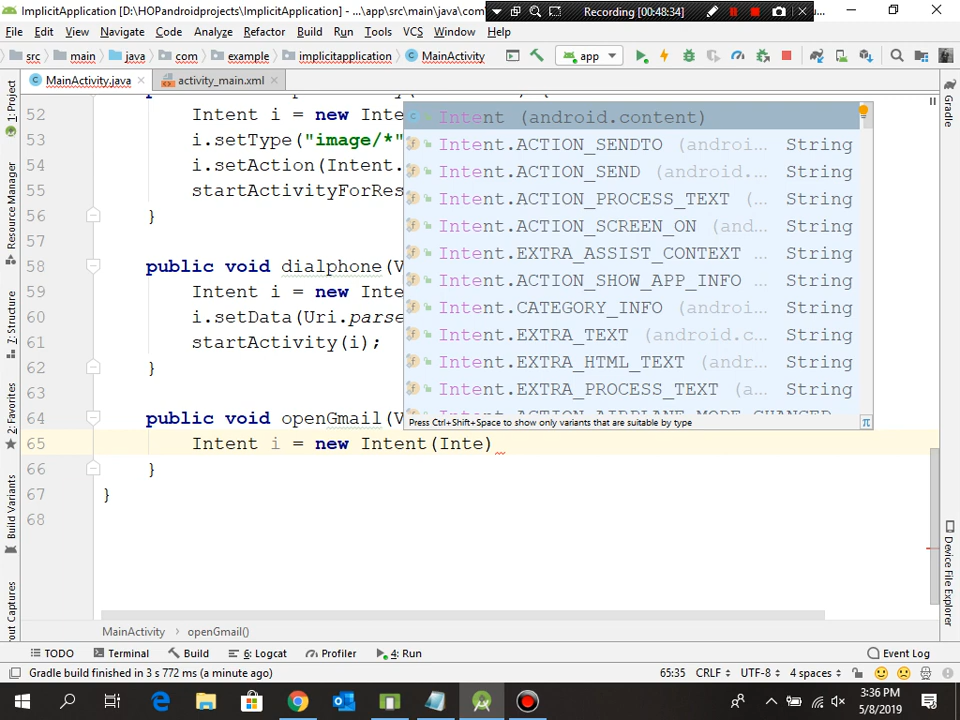 ImplicitApplication [D:\HOPandroidprojects\ImplicitApplication] - ...\app\src\main\java\com
Recording [00:48:34]
File Edit View Navigate Code Analyze Refactor Build Run Tools VCS Window Help
src main java com example implicitapplication MainActivity app
MainActivity.java activity_main.xml
1: Project
Resource Manager
Z: Structure
2: Favorites
Build Variants
out Captures
Gradle
Device File Explorer
52 Intent i = new Inte
53 i.setType("image/*"
54 i.setAction(Intent.
55 startActivityForRes
56 }
57
58 public void dialphone(V
59 Intent i = new Inte
60 i.setData(Uri.parse
61 startActivity(i);
62 }
63
64 public void openGmail(V
65 Intent i = new Intent(Inte)
66 }
67 }
68
Intent (android.content)
Intent.ACTION_SENDTO (androi... String
Intent.ACTION_SEND (android.... String
Intent.ACTION_PROCESS_TEXT (... String
Intent.ACTION_SCREEN_ON (and... String
Intent.EXTRA_ASSIST_CONTEXT String
Intent.ACTION_SHOW_APP_INFO String
Intent.CATEGORY_INFO (androi... String
Intent.EXTRA_TEXT (android.c... String
Intent.EXTRA_HTML_TEXT (andr... String
Intent.EXTRA_PROCESS_TEXT (a... String
Press Ctrl+Shift+Space to show only variants that are suitable by type
π
MainActivity › openGmail()
TODO Terminal Build 6: Logcat Profiler 4: Run Event Log
Gradle build finished in 3 s 772 ms (a minute ago) 65:35 CRLF UTF-8 4 spaces
3:36 PM
5/8/2019